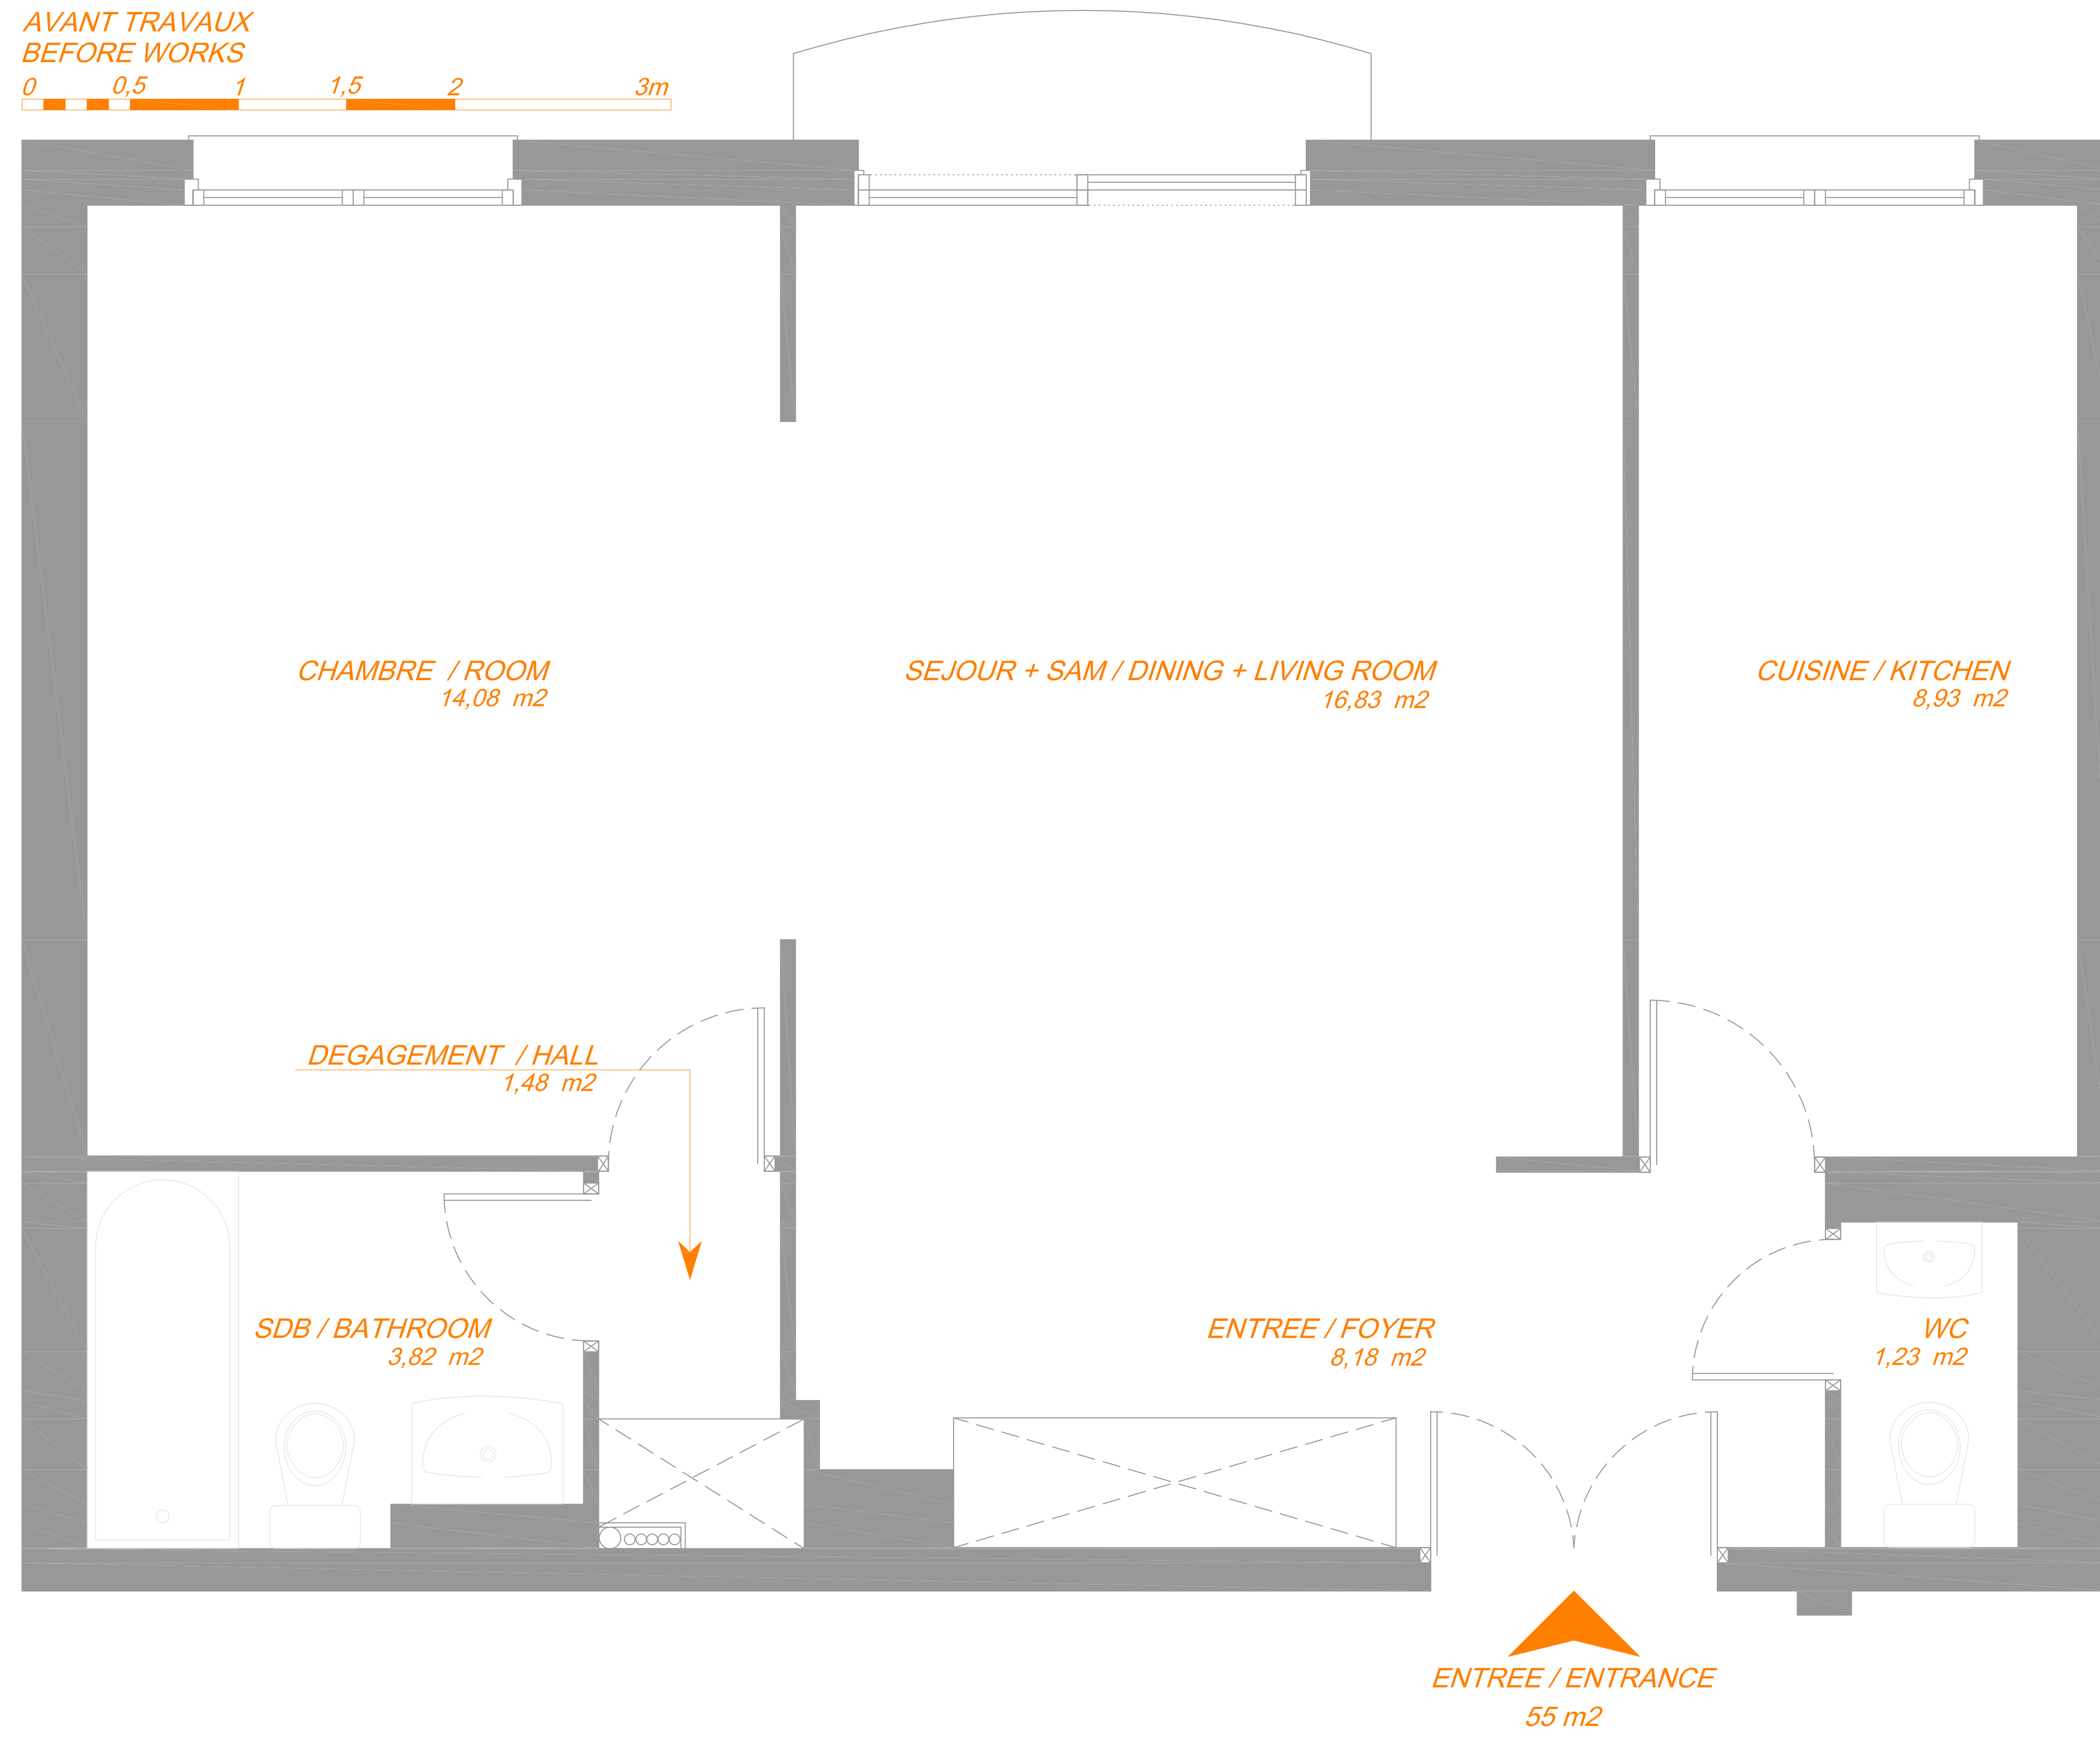 AVANT TRAVAUX
BEFORE WORKS
0 0,5 1 1,5 2 3m
CHAMBRE / ROOM
14,08 m2
SEJOUR + SAM / DINING + LIVING ROOM
16,83 m2
CUISINE / KITCHEN
8,93 m2
DEGAGEMENT / HALL
1,48 m2
SDB / BATHROOM
3,82 m2
ENTREE / FOYER
8,18 m2
WC
1,23 m2
ENTREE / ENTRANCE
55 m2